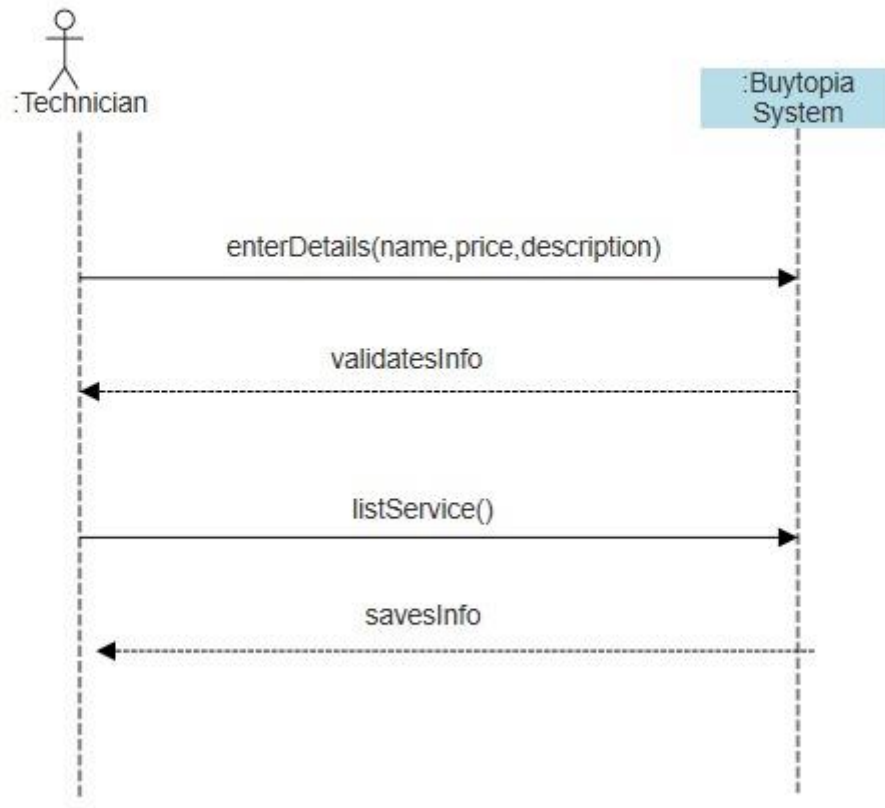 :Technician
:Buytopia
System
enterDetails(name,price,description)
validatesInfo
listService()
savesInfo